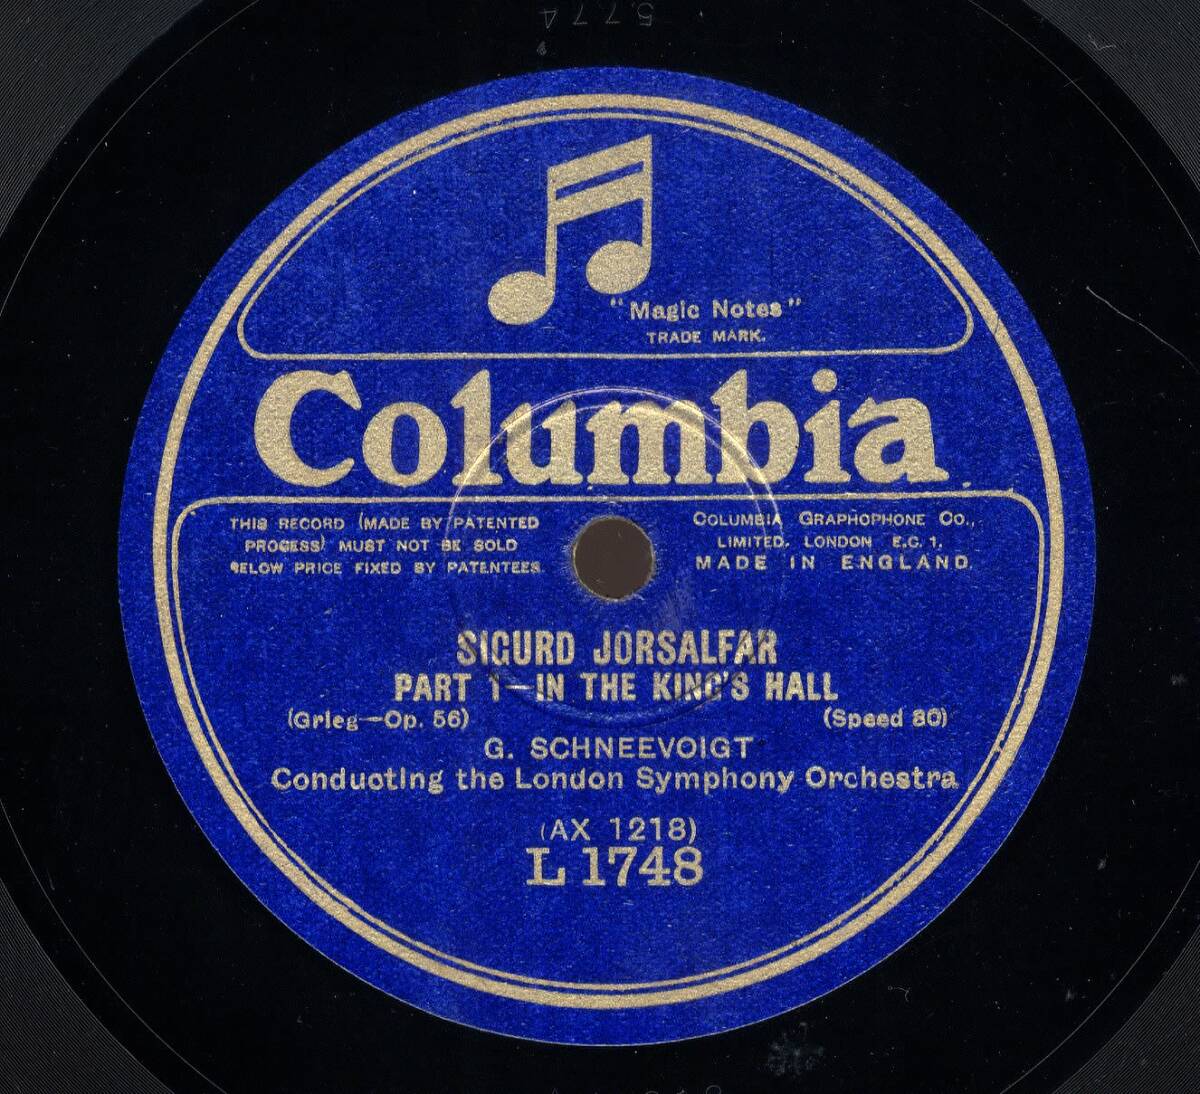 5774
"Magic Notes"
TRADE MARK.
Columbia
THIS RECORD (MADE BY PATENTED
PROCESS) MUST NOT BE SOLD
BELOW PRICE FIXED BY PATENTEES.
COLUMBIA GRAPHOPHONE CO.,
LIMITED. LONDON E.C.1.
MADE IN ENGLAND.
SIGURD JORSALFAR
PART 1—IN THE KING'S HALL
(Grieg—Op. 56) (Speed 80)
G. SCHNEEVOIGT
Conducting the London Symphony Orchestra
(AX 1218)
L 1748